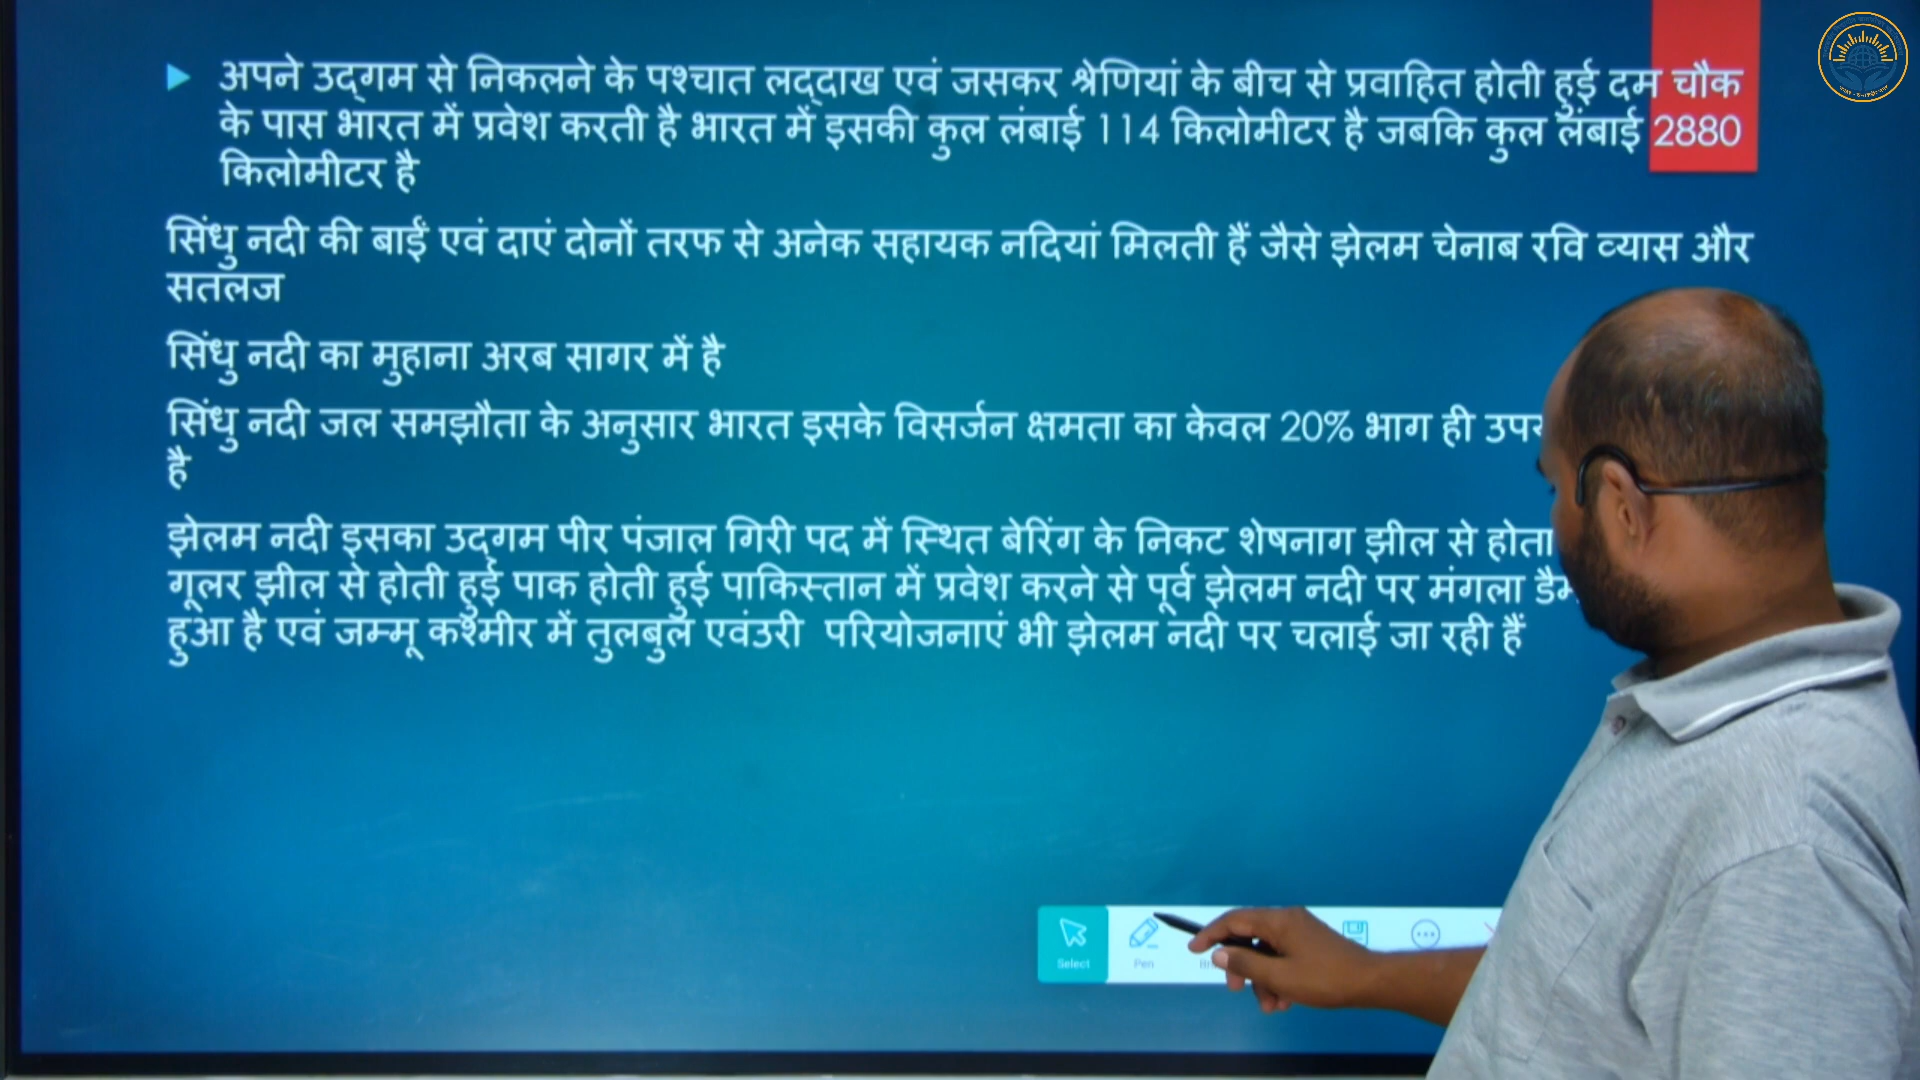 अपने उद्गम से निकलने के पश्चात लद्दाख एवं जसकर श्रेणियां के बीच से प्रवाहित होती हुई दम चौक
के पास भारत में प्रवेश करती है भारत में इसकी कुल लंबाई 114 किलोमीटर है जबकि कुल लंबाई 2880
किलोमीटर है
सिंधु नदी की बाईं एवं दाएं दोनों तरफ से अनेक सहायक नदियां मिलती हैं जैसे झेलम चेनाब रवि व्यास और
सतलज
सिंधु नदी का मुहाना अरब सागर में है
सिंधु नदी जल समझौता के अनुसार भारत इसके विसर्जन क्षमता का केवल 20% भाग ही
है
झेलम नदी इसका उद्गम पीर पंजाल गिरी पद में स्थित बेरिंग के निकट शेषनाग झील से होता
गूलर झील से होती हुई पाक होती हुई पाकिस्तान में प्रवेश करने से पूर्व झेलम नदी पर मंगला
हुआ है एवं जम्मू कश्मीर में तुलबुल एवंउरी परियोजनाएं भी झेलम नदी पर चलाई जा रही हैं
Select Pen